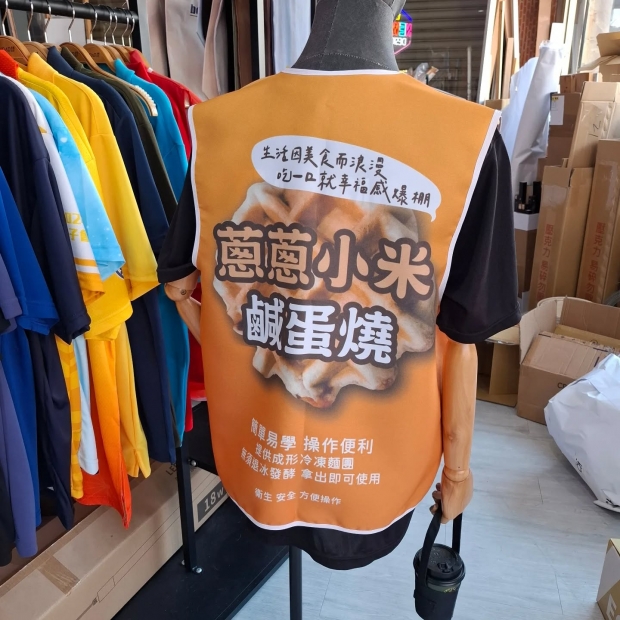 生活因美食而浪漫
吃一口就幸福感爆棚
蔥蔥小米
鹹蛋燒
簡單易學 操作便利
提供成形冷凍麵團
無須退冰發酵 拿出即可使用
衛生 安全 方便操作
18w